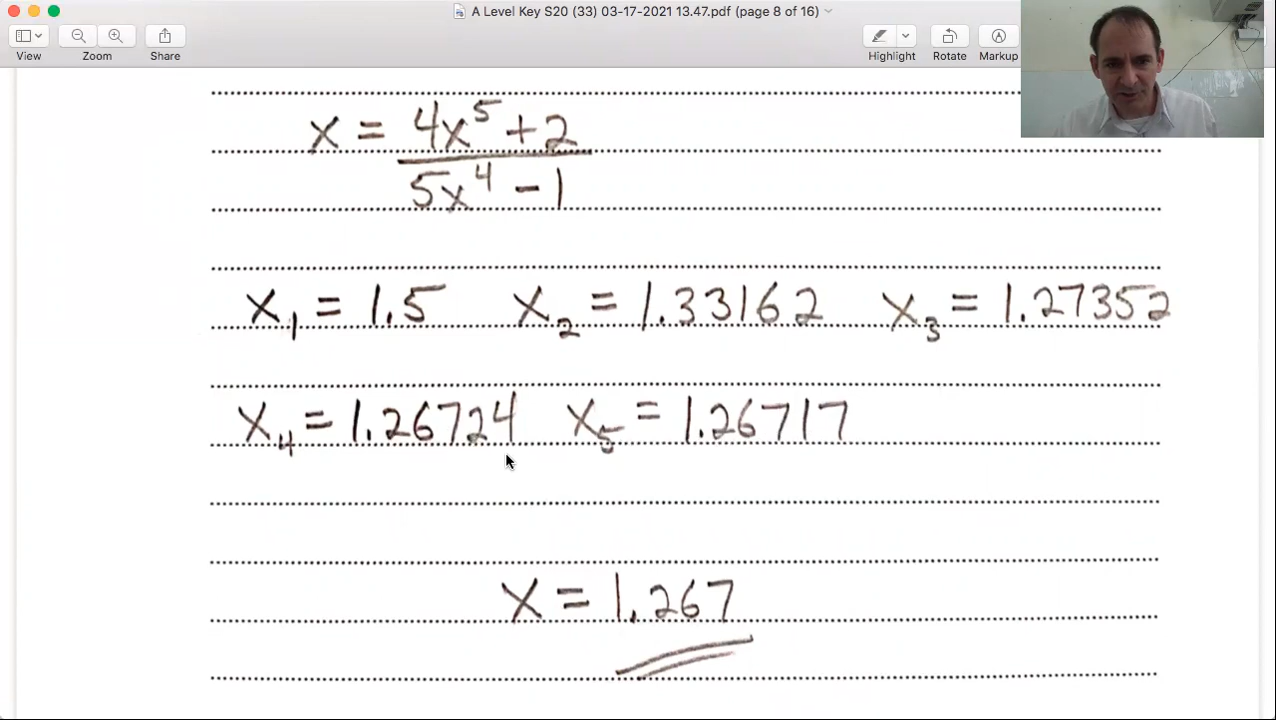 A Level Key S20 (33) 03-17-2021 13.47.pdf (page 8 of 16)
View Zoom Share Highlight Rotate Markup
x = 4x⁵ + 2
5x⁴ - 1
x₁ = 1.5 x₂ = 1.33162 x₃ = 1.27352
x₄ = 1.26724 x₅ = 1.26717
x = 1.267